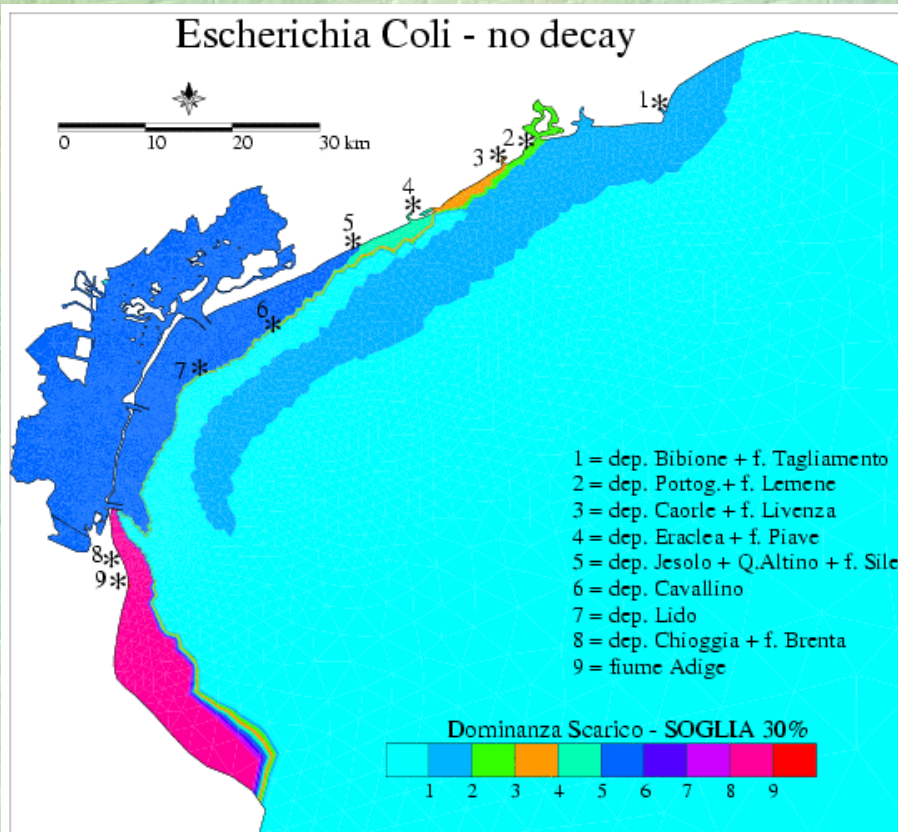 Escherichia Coli - no decay
0 10 20 30 km
1
2
3
4
5
6
7
8
9
1 = dep. Bibione + f. Tagliamento
2 = dep. Portog.+ f. Lemene
3 = dep. Caorle + f. Livenza
4 = dep. Eraclea + f. Piave
5 = dep. Jesolo + Q.Altino + f. Sile
6 = dep. Cavallino
7 = dep. Lido
8 = dep. Chioggia + f. Brenta
9 = fiume Adige
Dominanza Scarico - SOGLIA 30%
1 2 3 4 5 6 7 8 9